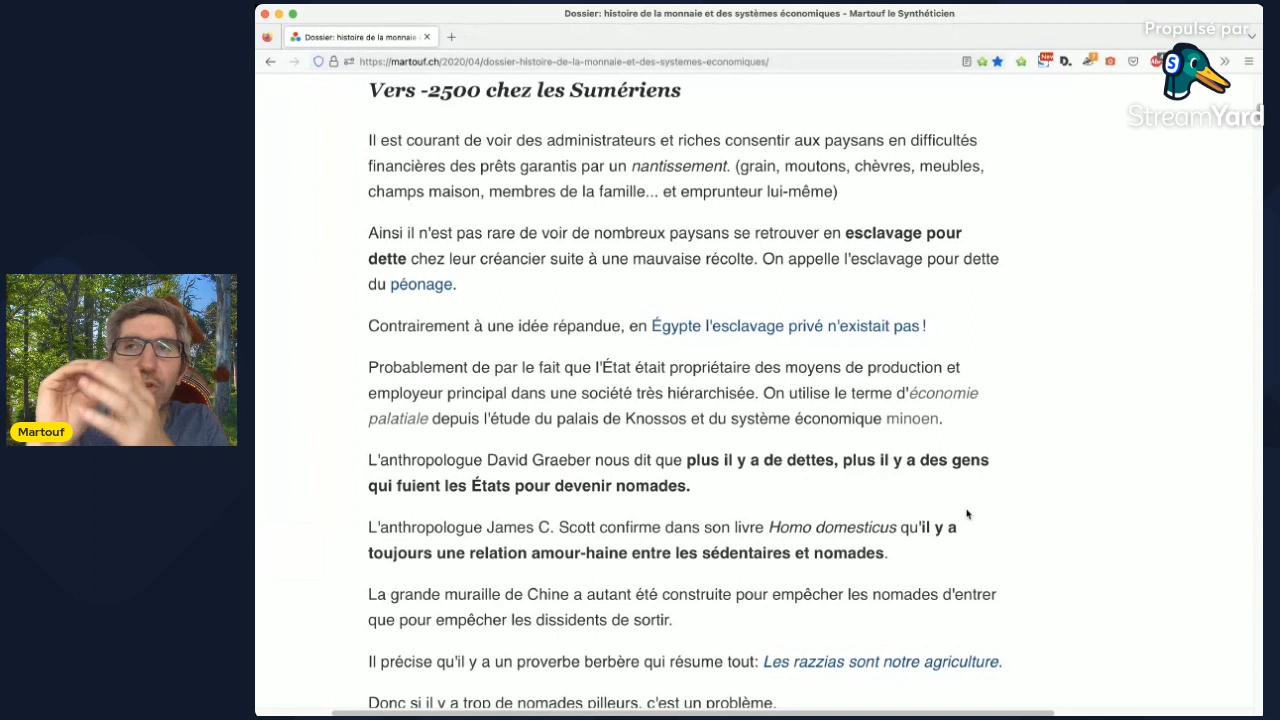 Dossier: histoire de la monnaie et des systèmes économiques - Martouf le Synthéticien
Propulsé par
Dossier: histoire de la monnaie
https://martouf.ch/2020/04/dossier-histoire-de-la-monnaie-et-des-systemes-economiques/
StreamYard
Vers -2500 chez les Sumériens
Il est courant de voir des administrateurs et riches consentir aux paysans en difficultés
financières des prêts garantis par un nantissement. (grain, moutons, chèvres, meubles,
champs maison, membres de la famille... et emprunteur lui-même)
Ainsi il n'est pas rare de voir de nombreux paysans se retrouver en esclavage pour
dette chez leur créancier suite à une mauvaise récolte. On appelle l'esclavage pour dette
du péonage.
Contrairement à une idée répandue, en Égypte l'esclavage privé n'existait pas !
Probablement de par le fait que l'État était propriétaire des moyens de production et
employeur principal dans une société très hiérarchisée. On utilise le terme d'économie
palatiale depuis l'étude du palais de Knossos et du système économique minoen.
Martouf
L'anthropologue David Graeber nous dit que plus il y a de dettes, plus il y a des gens
qui fuient les États pour devenir nomades.
L'anthropologue James C. Scott confirme dans son livre Homo domesticus qu'il y a
toujours une relation amour-haine entre les sédentaires et nomades.
La grande muraille de Chine a autant été construite pour empêcher les nomades d'entrer
que pour empêcher les dissidents de sortir.
Il précise qu'il y a un proverbe berbère qui résume tout: Les razzias sont notre agriculture.
Donc si il y a trop de nomades pilleurs, c'est un problème.